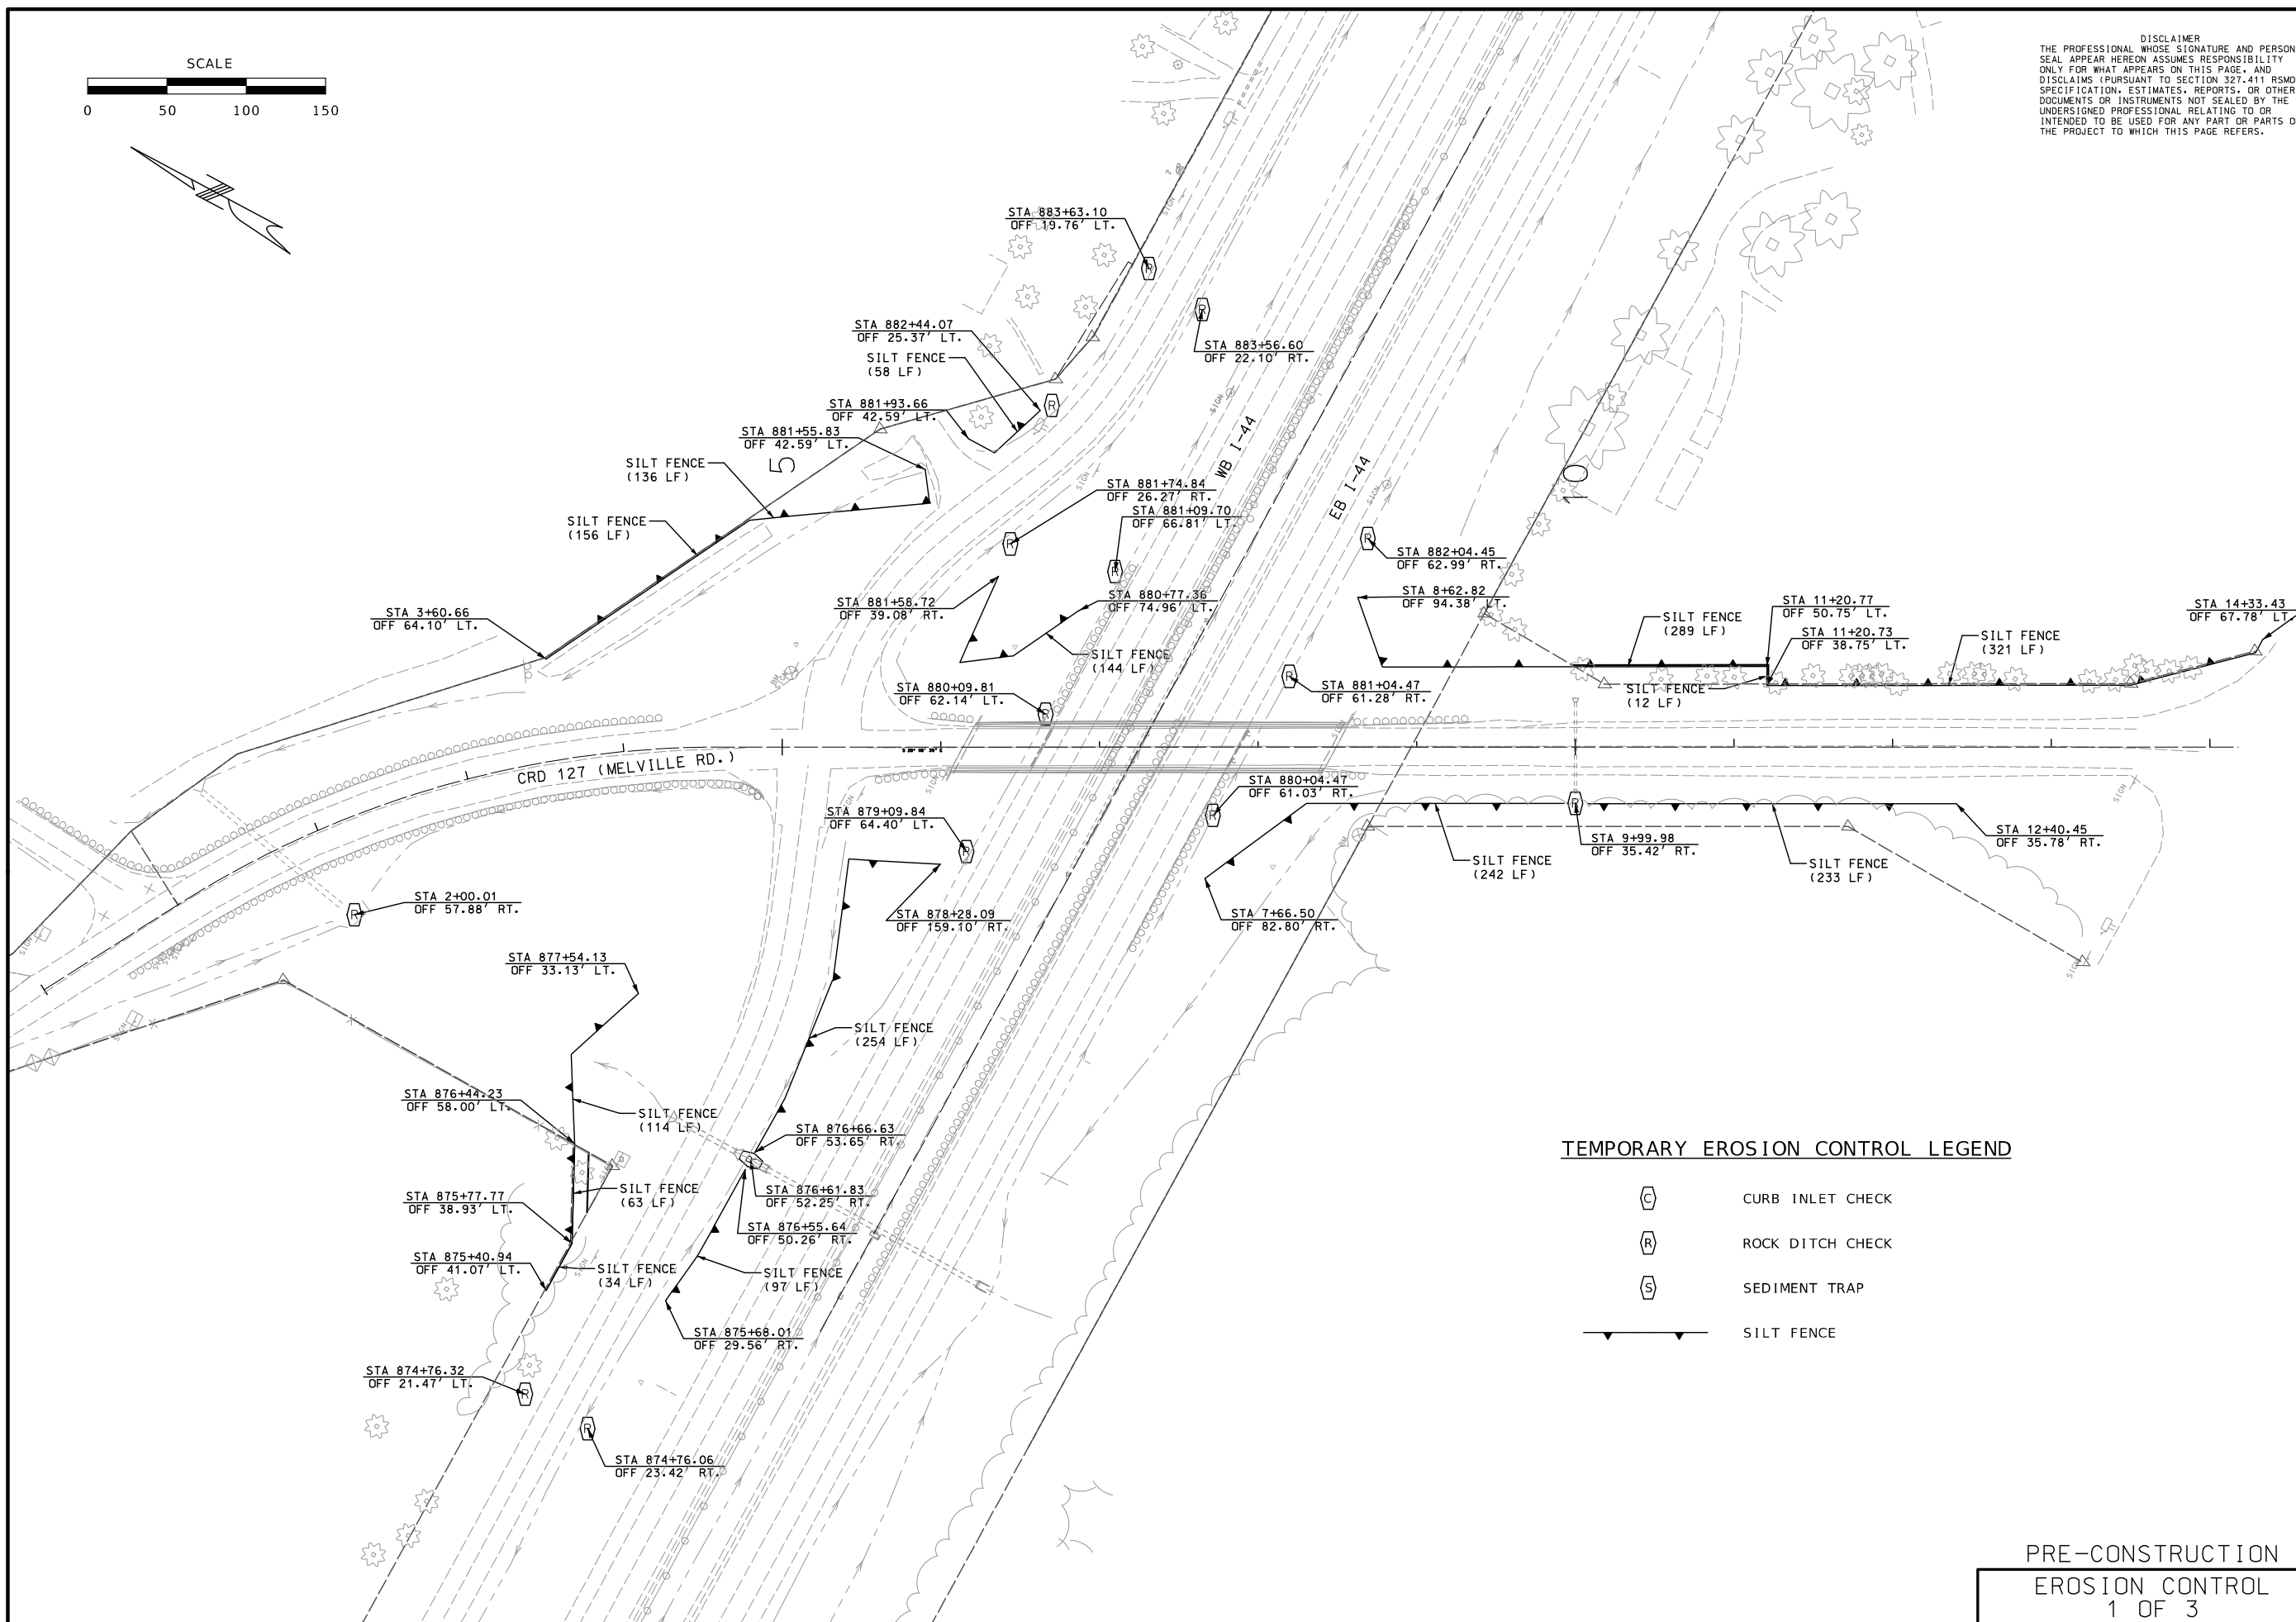 SCALE
0 50 100 150
DISCLAIMER
THE PROFESSIONAL WHOSE SIGNATURE AND PERSON
SEAL APPEAR HEREON ASSUMES RESPONSIBILITY
ONLY FOR WHAT APPEARS ON THIS PAGE, AND
DISCLAIMS (PURSUANT TO SECTION 327.411 RSMO
SPECIFICATION, ESTIMATES, REPORTS, OR OTHER
DOCUMENTS OR INSTRUMENTS NOT SEALED BY THE
UNDERSIGNED PROFESSIONAL RELATING TO OR
INTENDED TO BE USED FOR ANY PART OR PARTS O
THE PROJECT TO WHICH THIS PAGE REFERS.
STA 883+63.10
OFF 19.76' LT.
R
R
STA 883+56.60
OFF 22.10' RT.
STA 882+44.07
OFF 25.37' LT.
SILT FENCE
(58 LF)
R
STA 881+93.66
OFF 42.59' LT.
STA 881+55.83
OFF 42.59' LT.
SILT FENCE
(136 LF)
5
SILT FENCE
(156 LF)
WB I-44
EB I-44
10
STA 881+74.84
OFF 26.27' RT.
R
STA 881+09.70
OFF 66.81' LT.
R
R
STA 882+04.45
OFF 62.99' RT.
STA 881+58.72
OFF 39.08' RT.
STA 880+77.36
OFF 74.96' LT.
SILT FENCE
(144 LF)
STA 8+62.82
OFF 94.38' LT.
SILT FENCE
(289 LF)
STA 11+20.77
OFF 50.75' LT.
STA 11+20.73
OFF 38.75' LT.
SILT FENCE
(321 LF)
STA 14+33.43
OFF 67.78' LT.
STA 3+60.66
OFF 64.10' LT.
STA 880+09.81
OFF 62.14' LT.
R
R
STA 881+04.47
OFF 61.28' RT.
SILT FENCE
(12 LF)
CRD 127 (MELVILLE RD.)
STA 880+04.47
OFF 61.03' RT.
R
STA 879+09.84
OFF 64.40' LT.
R
R
STA 9+99.98
OFF 35.42' RT.
STA 12+40.45
OFF 35.78' RT.
SILT FENCE
(242 LF)
SILT FENCE
(233 LF)
STA 2+00.01
OFF 57.88' RT.
R
STA 878+28.09
OFF 159.10' RT.
STA 7+66.50
OFF 82.80' RT.
STA 877+54.13
OFF 33.13' LT.
SILT FENCE
(254 LF)
STA 876+44.23
OFF 58.00' LT.
SILT FENCE
(114 LF)
STA 876+66.63
OFF 53.65' RT.
STA 876+61.83
OFF 52.25' RT.
STA 876+55.64
OFF 50.26' RT.
SILT FENCE
(63 LF)
STA 875+77.77
OFF 38.93' LT.
STA 875+40.94
OFF 41.07' LT.
SILT FENCE
(34 LF)
SILT FENCE
(97 LF)
STA 875+68.01
OFF 29.56' RT.
STA 874+76.32
OFF 21.47' LT.
R
R
STA 874+76.06
OFF 23.42' RT.
TEMPORARY EROSION CONTROL LEGEND
C CURB INLET CHECK
R ROCK DITCH CHECK
S SEDIMENT TRAP
SILT FENCE
PRE-CONSTRUCTION
EROSION CONTROL
1 OF 3